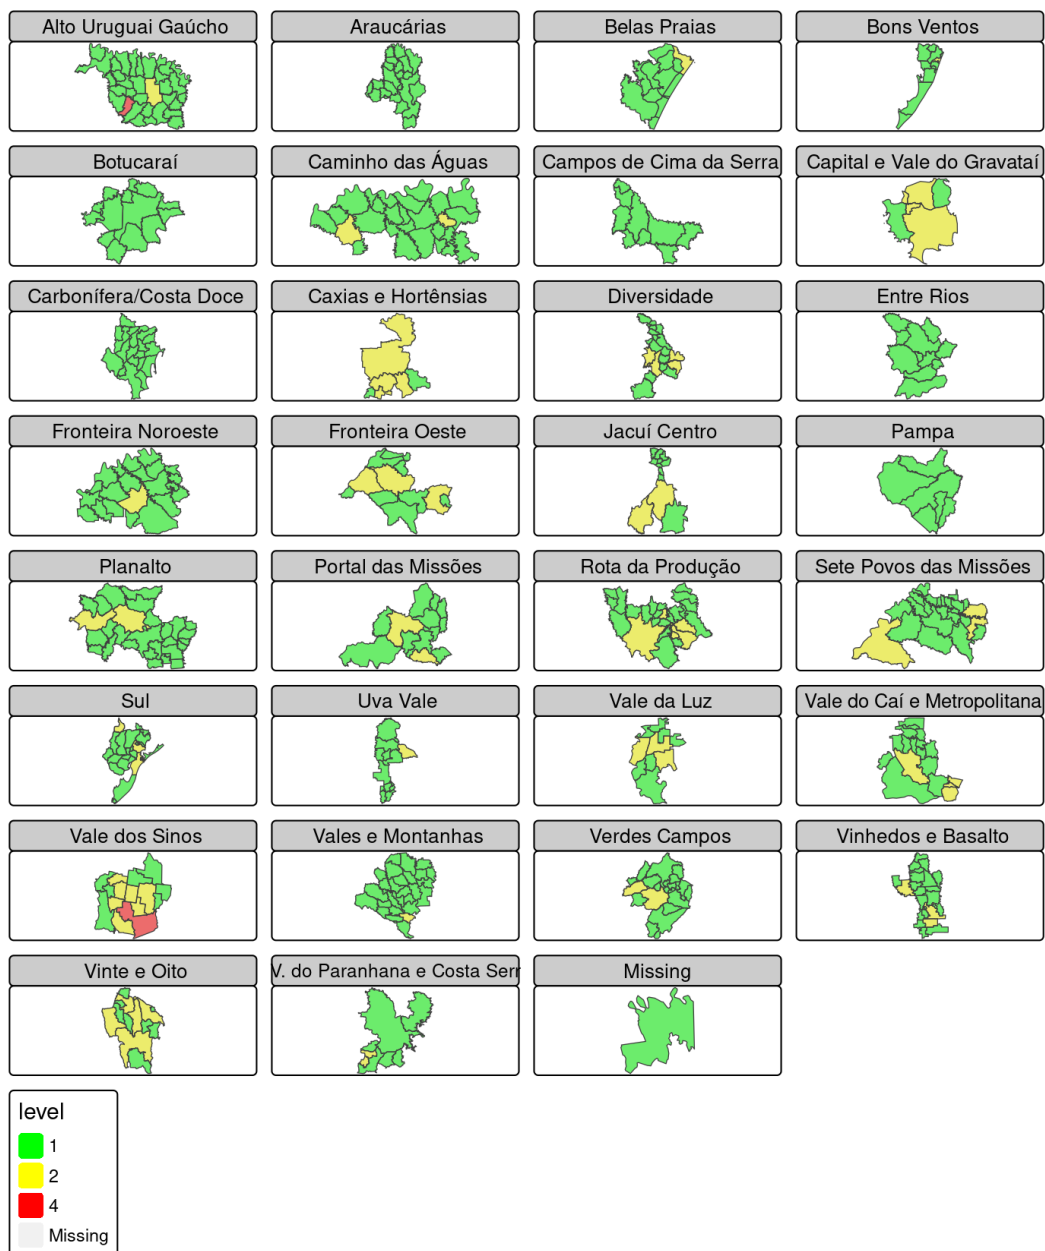 Alto Uruguai Gaúcho
Araucárias
Belas Praias
Bons Ventos
Botucaraí
Caminho das Águas
Campos de Cima da Serra
Capital e Vale do Gravataí
Carbonífera/Costa Doce
Caxias e Hortênsias
Diversidade
Entre Rios
Fronteira Noroeste
Fronteira Oeste
Jacuí Centro
Pampa
Planalto
Portal das Missões
Rota da Produção
Sete Povos das Missões
Sul
Uva Vale
Vale da Luz
Vale do Caí e Metropolitana
Vale dos Sinos
Vales e Montanhas
Verdes Campos
Vinhedos e Basalto
Vinte e Oito
V. do Paranhana e Costa Serr
Missing
level
1
2
4
Missing